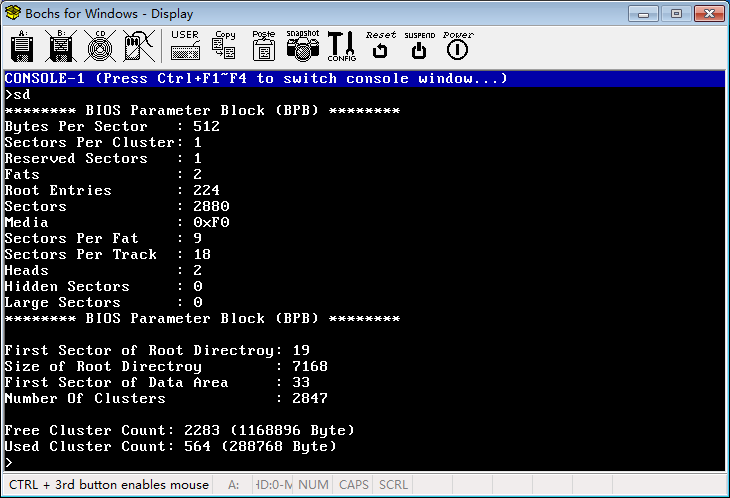 Bochs for Windows - Display
A: B: CD USER Copy Paste snapshot CONFIG Reset SUSPEND Power
CONSOLE-1 (Press Ctrl+F1~F4 to switch console window...)
>sd
******** BIOS Parameter Block (BPB) ********
Bytes Per Sector   : 512
Sectors Per Cluster: 1
Reserved Sectors   : 1
Fats               : 2
Root Entries       : 224
Sectors            : 2880
Media              : 0xF0
Sectors Per Fat    : 9
Sectors Per Track  : 18
Heads              : 2
Hidden Sectors     : 0
Large Sectors      : 0
******** BIOS Parameter Block (BPB) ********
First Sector of Root Directroy: 19
Size of Root Directroy        : 7168
First Sector of Data Area     : 33
Number Of Clusters            : 2847
Free Cluster Count: 2283 (1168896 Byte)
Used Cluster Count: 564 (288768 Byte)
>
CTRL + 3rd button enables mouse A: HD:0-M NUM CAPS SCRL